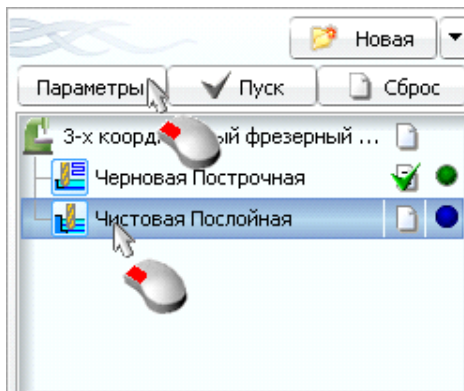 Новая
Параметры Пуск Сброс
3-х коорд ый фрезерный ...
Черновая Построчная
Чистовая Послойная